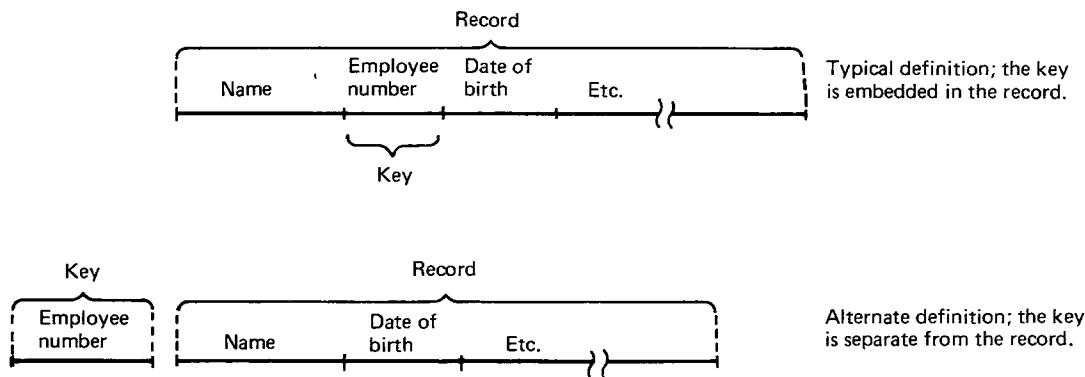 Record
Name
Employee
number
Date of
birth
Etc.
Typical definition; the key
is embedded in the record.
Key
Key
Record
Employee
number
Name
Date of
birth
Etc.
Alternate definition; the key
is separate from the record.